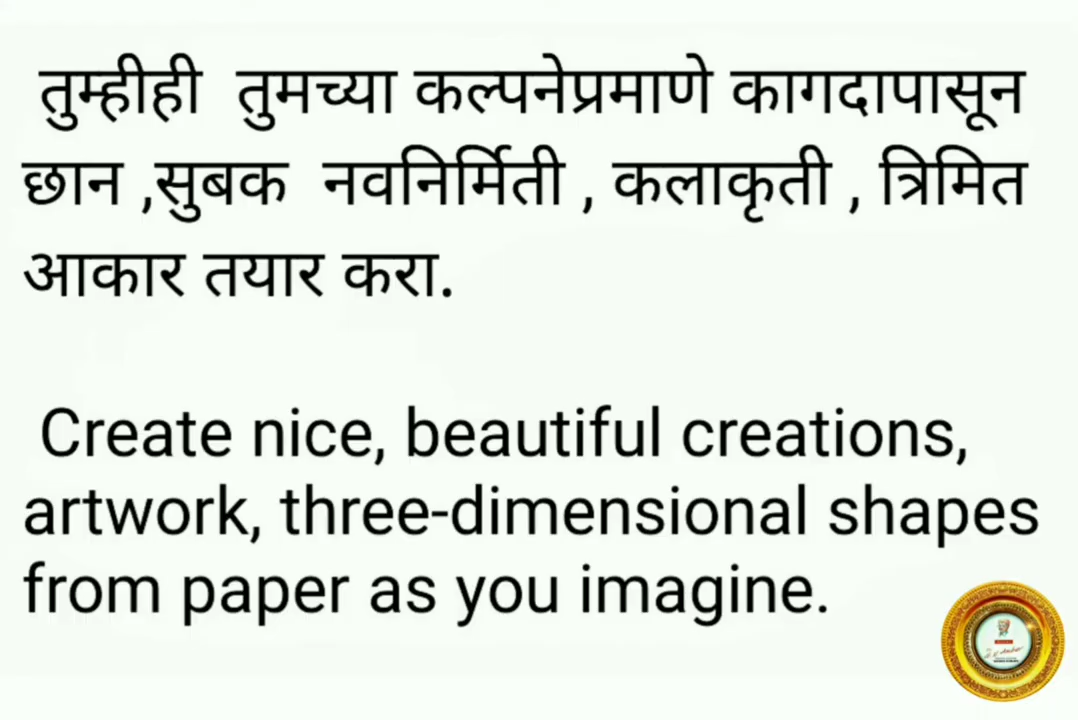 तुम्हीही तुमच्या कल्पनेप्रमाणे कागदापासून
छान ,सुबक नवनिर्मिती , कलाकृती , त्रिमित
आकार तयार करा.
Create nice, beautiful creations,
artwork, three-dimensional shapes
from paper as you imagine.